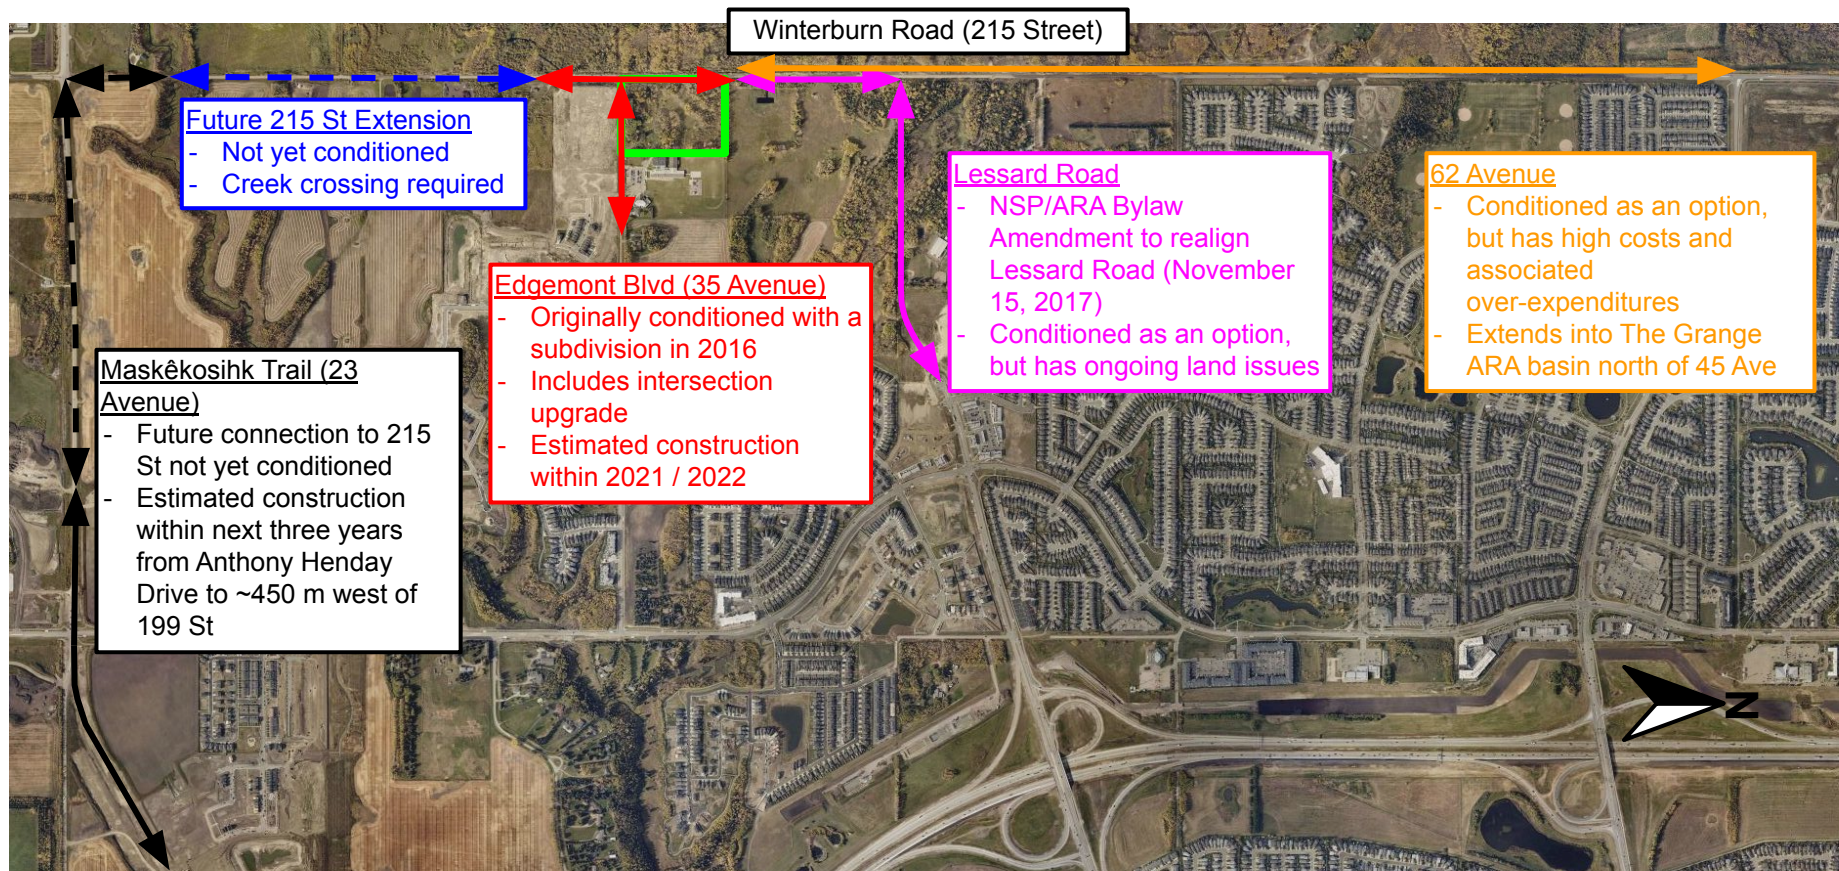 Winterburn Road (215 Street)
Future 215 St Extension
- Not yet conditioned
- Creek crossing required
Lessard Road
- NSP/ARA Bylaw
Amendment to realign
Lessard Road (November
15, 2017)
- Conditioned as an option,
but has ongoing land issues
62 Avenue
- Conditioned as an option,
but has high costs and
associated
over-expenditures
- Extends into The Grange
ARA basin north of 45 Ave
Edgemont Blvd (35 Avenue)
- Originally conditioned with a
subdivision in 2016
- Includes intersection
upgrade
- Estimated construction
within 2021 / 2022
Maskêkosihk Trail (23
Avenue)
- Future connection to 215
St not yet conditioned
- Estimated construction
within next three years
from Anthony Henday
Drive to ~450 m west of
199 St
N